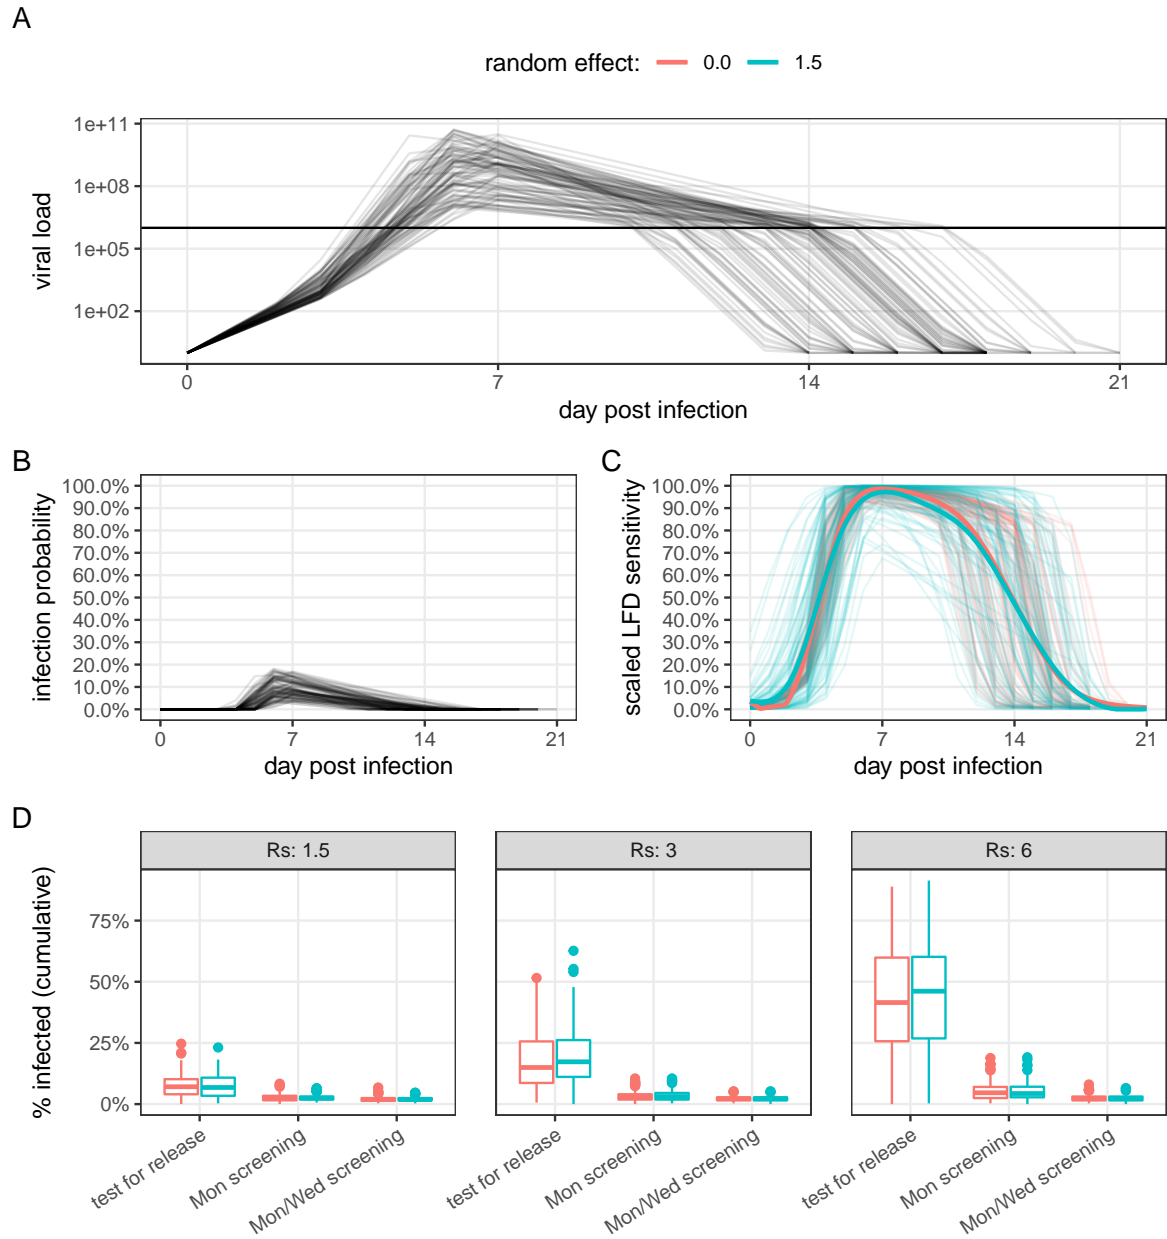 A
random effect: 0.0 1.5
viral load
1e+11
1e+08
1e+05
1e+02
0 7 14 21
day post infection
B
infection probability
100.0%
90.0%
80.0%
70.0%
60.0%
50.0%
40.0%
30.0%
20.0%
10.0%
0.0%
0 7 14 21
day post infection
C
scaled LFD sensitivity
100.0%
90.0%
80.0%
70.0%
60.0%
50.0%
40.0%
30.0%
20.0%
10.0%
0.0%
0 7 14 21
day post infection
D
% infected (cumulative)
Rs: 1.5
Rs: 3
Rs: 6
75%
50%
25%
0%
test for release
Mon screening
Mon/Wed screening
test for release
Mon screening
Mon/Wed screening
test for release
Mon screening
Mon/Wed screening